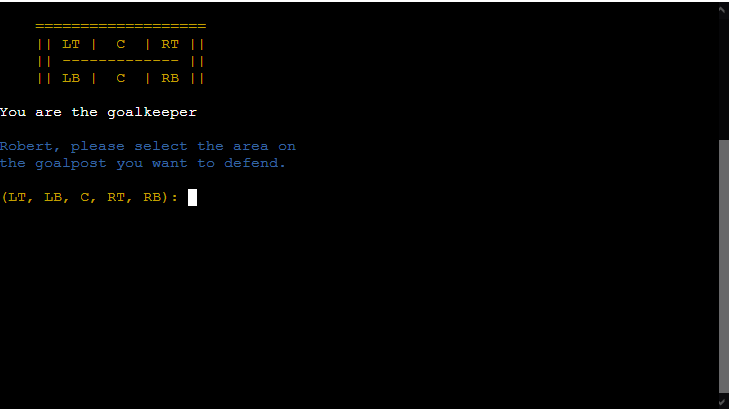 ===================
|| LT |  C  | RT ||
|| ------------- ||
|| LB |  C  | RB ||
You are the goalkeeper
Robert, please select the area on
the goalpost you want to defend.
(LT, LB, C, RT, RB):